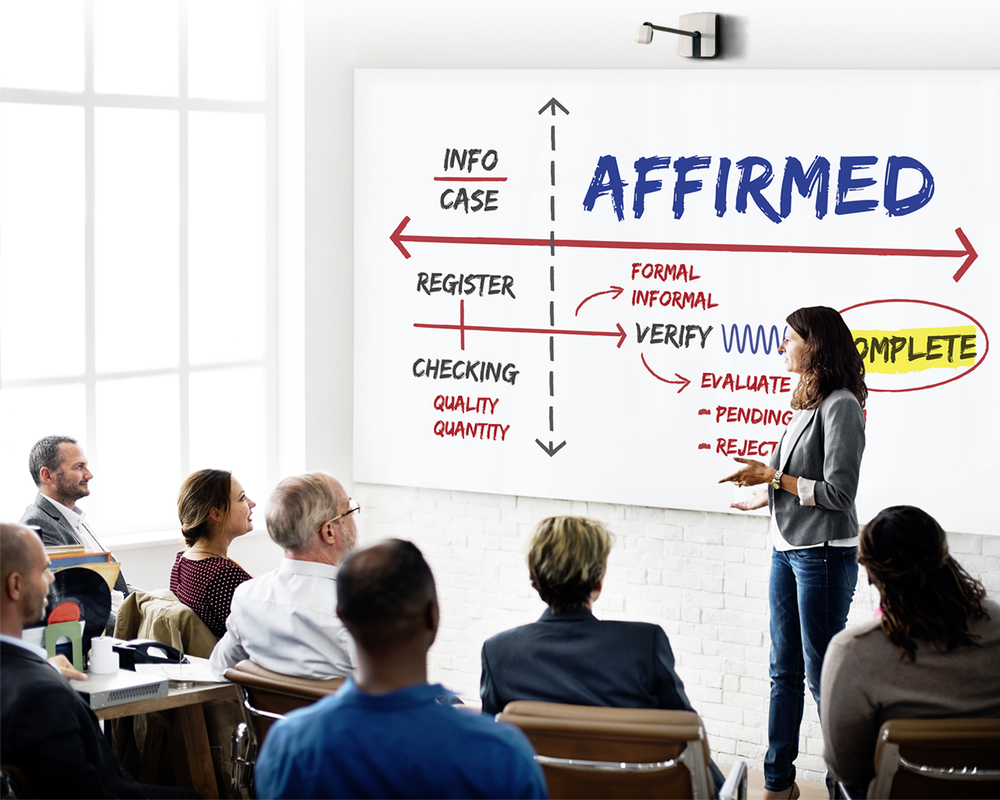 INFO
CASE
AFFIRMED
REGISTER
FORMAL
INFORMAL
VERIFY
OMPLETE
CHECKING
QUALITY
QUANTITY
EVALUATE
- PENDING
- REJECT